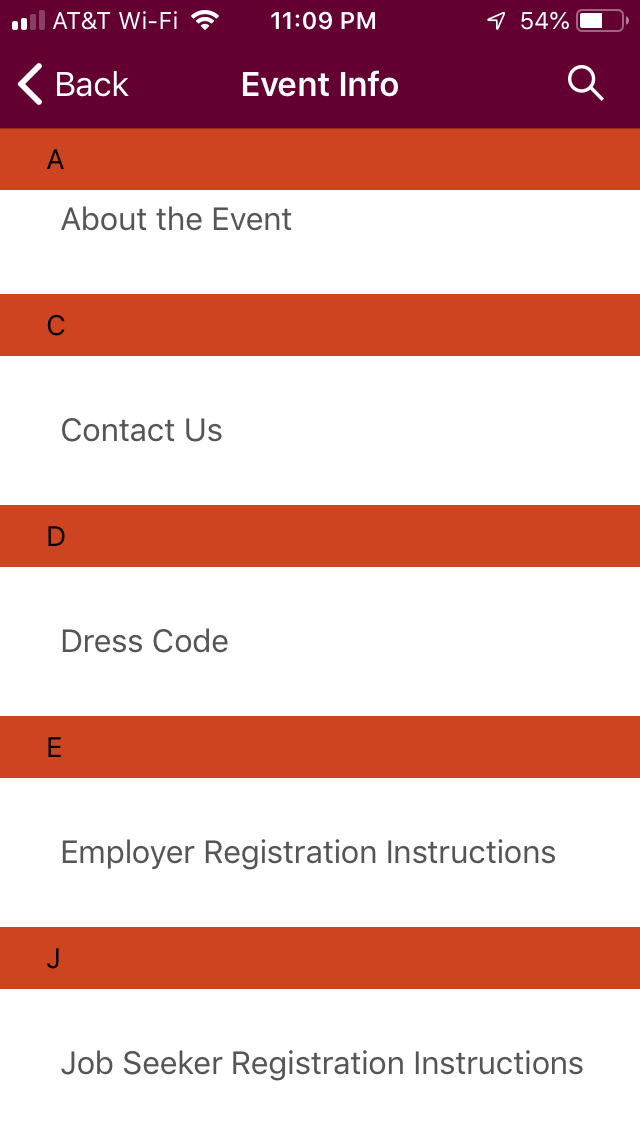 AT&T Wi-Fi 11:09 PM 54%
Back Event Info
A
About the Event
C
Contact Us
D
Dress Code
E
Employer Registration Instructions
J
Job Seeker Registration Instructions